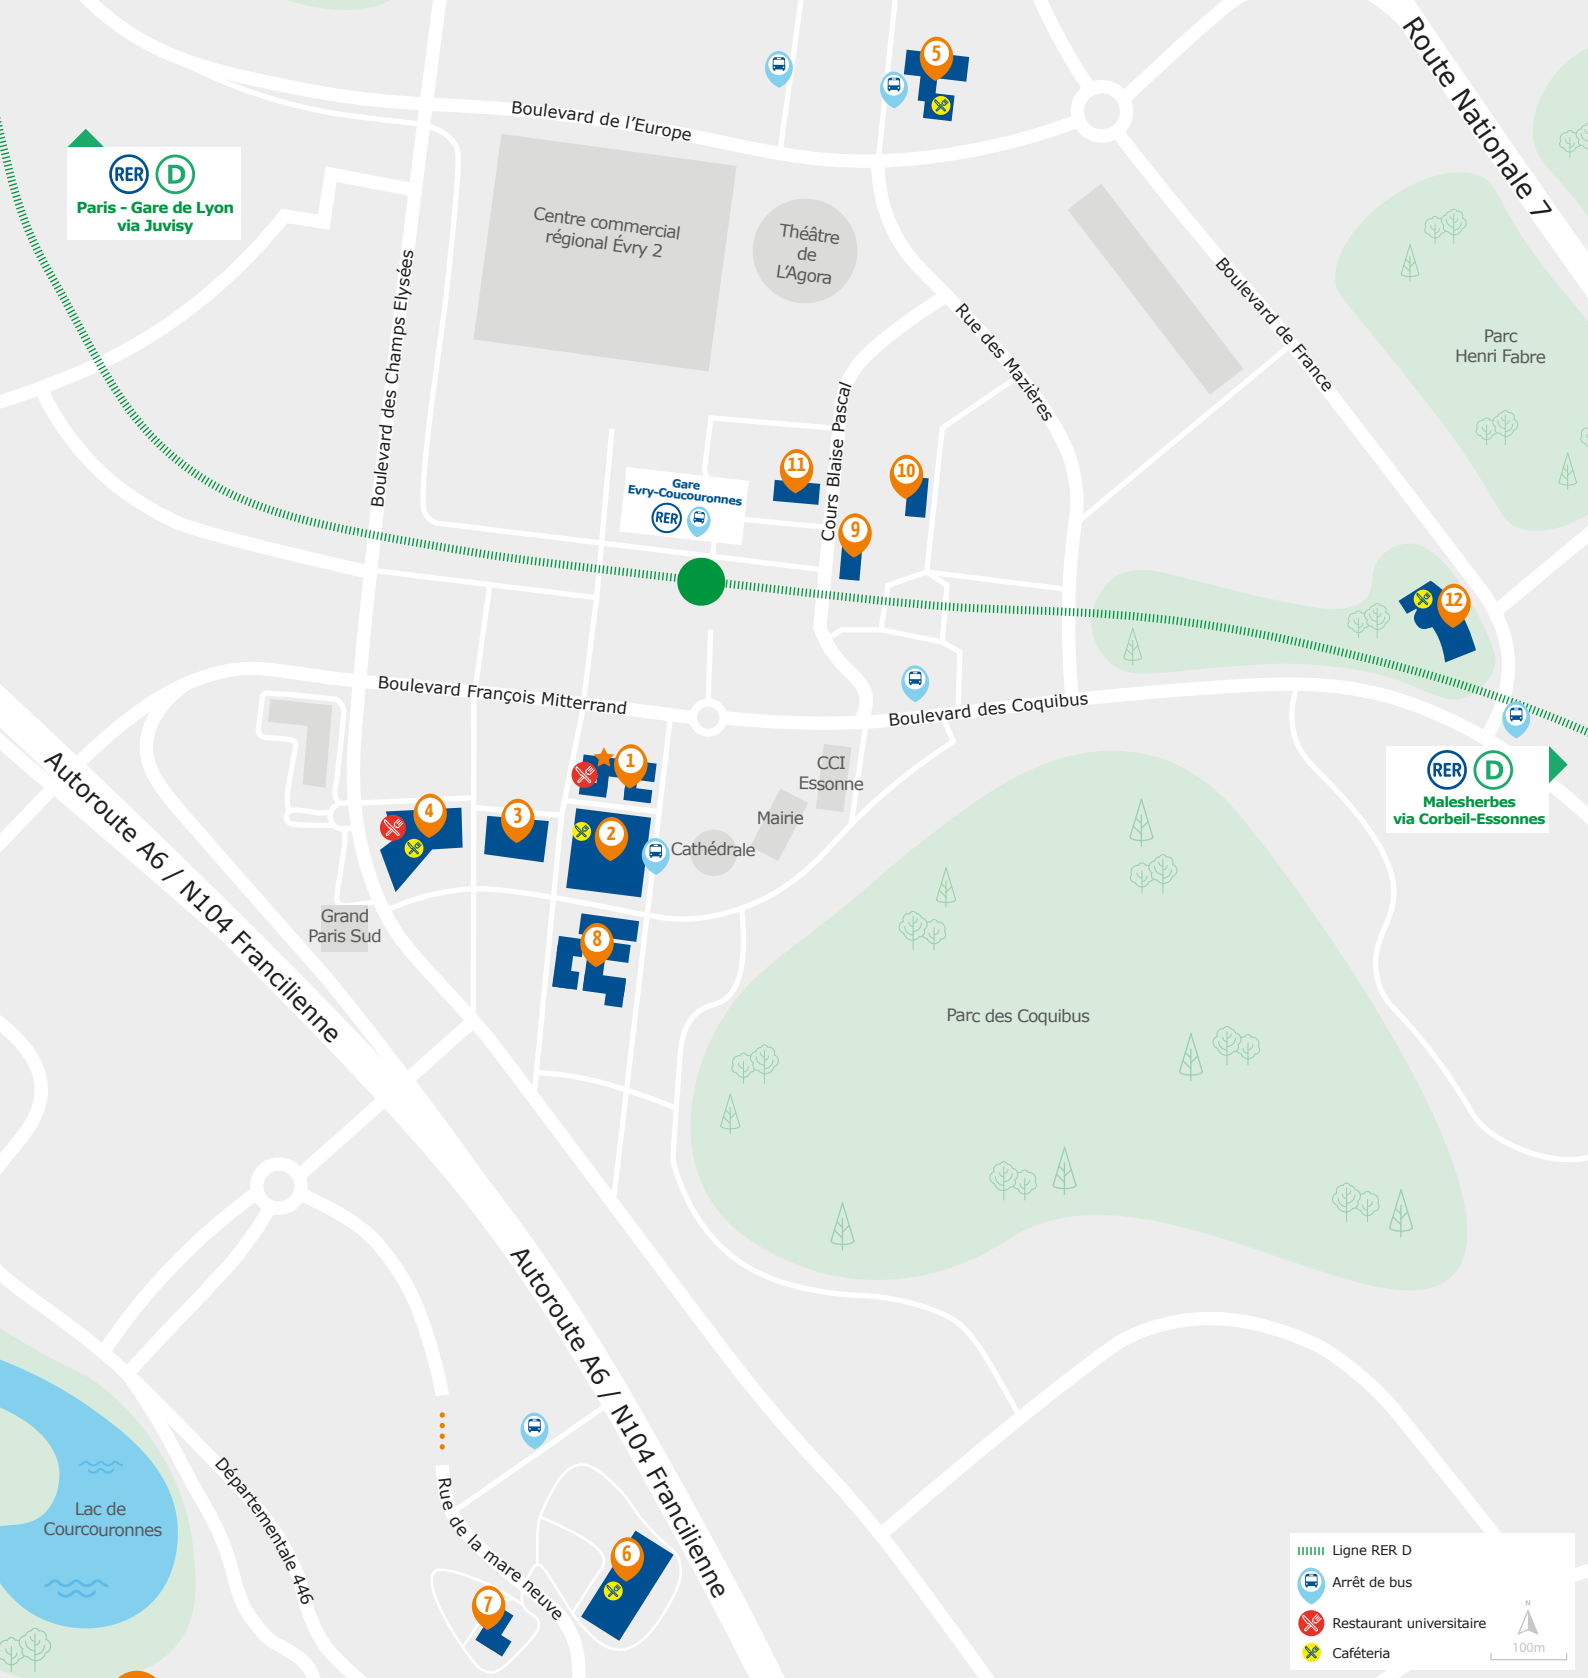 Route Nationale 7
5
Boulevard de l'Europe
RER D
Paris - Gare de Lyon
via Juvisy
Centre commercial
régional Évry 2
Théâtre
de
L'Agora
Boulevard des Champs Elysées
Boulevard de France
Rue des Mazières
Parc
Henri Fabre
Cours Blaise Pascal
11
10
Gare
Evry-Coucouronnes
RER
9
12
Boulevard François Mitterrand
Boulevard des Coquibus
1
CCI
Essonne
RER D
Malesherbes
via Corbeil-Essonnes
Autoroute A6 / N104 Francilienne
4
3
2
Mairie
Cathédrale
Grand
Paris Sud
8
Parc des Coquibus
Autoroute A6 / N104 Francilienne
Lac de
Courcouronnes
Départementale 446
Rue de la mare neuve
6
7
Ligne RER D
Arrêt de bus
Restaurant universitaire
Caféteria
N
100m